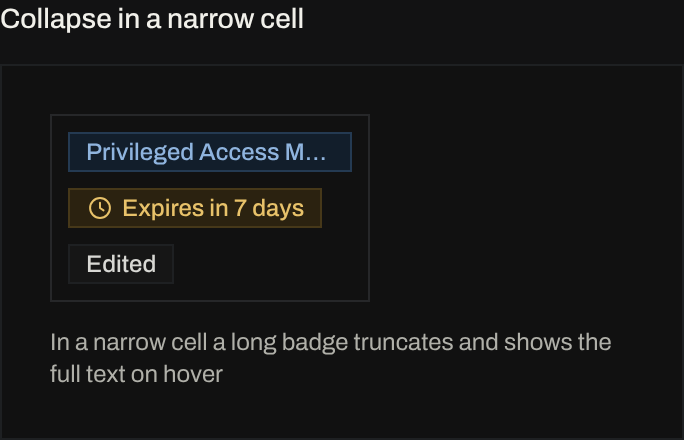 Collapse in a narrow cell
Privileged Access M...
Expires in 7 days
Edited
In a narrow cell a long badge truncates and shows the
full text on hover